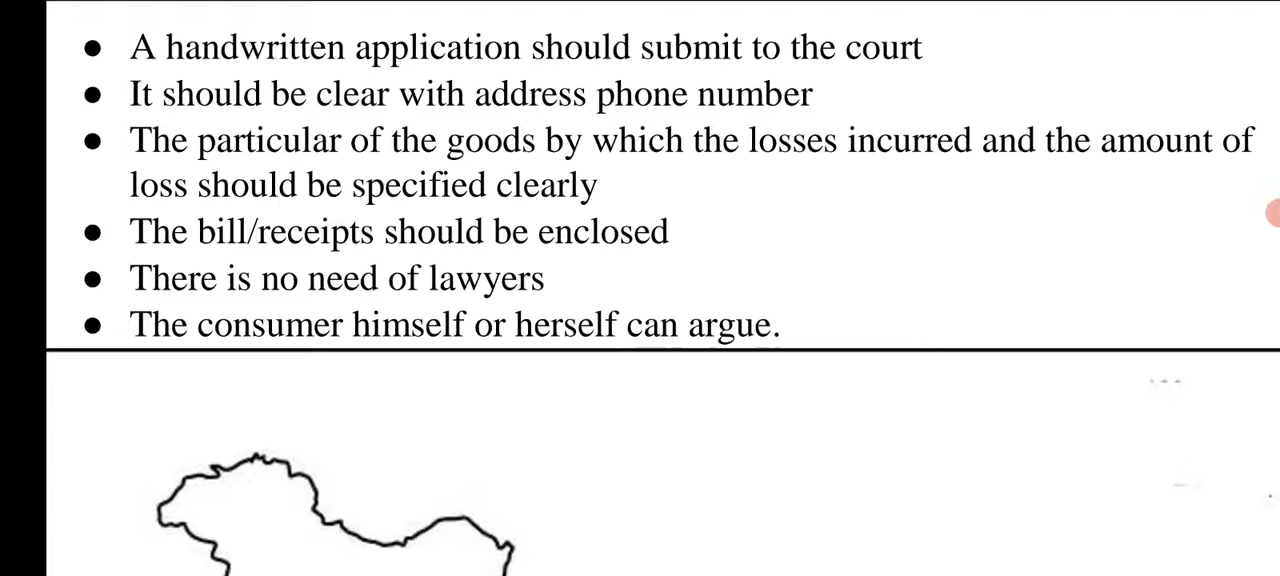 ● A handwritten application should submit to the court
● It should be clear with address phone number
● The particular of the goods by which the losses incurred and the amount of
loss should be specified clearly
● The bill/receipts should be enclosed
● There is no need of lawyers
● The consumer himself or herself can argue.